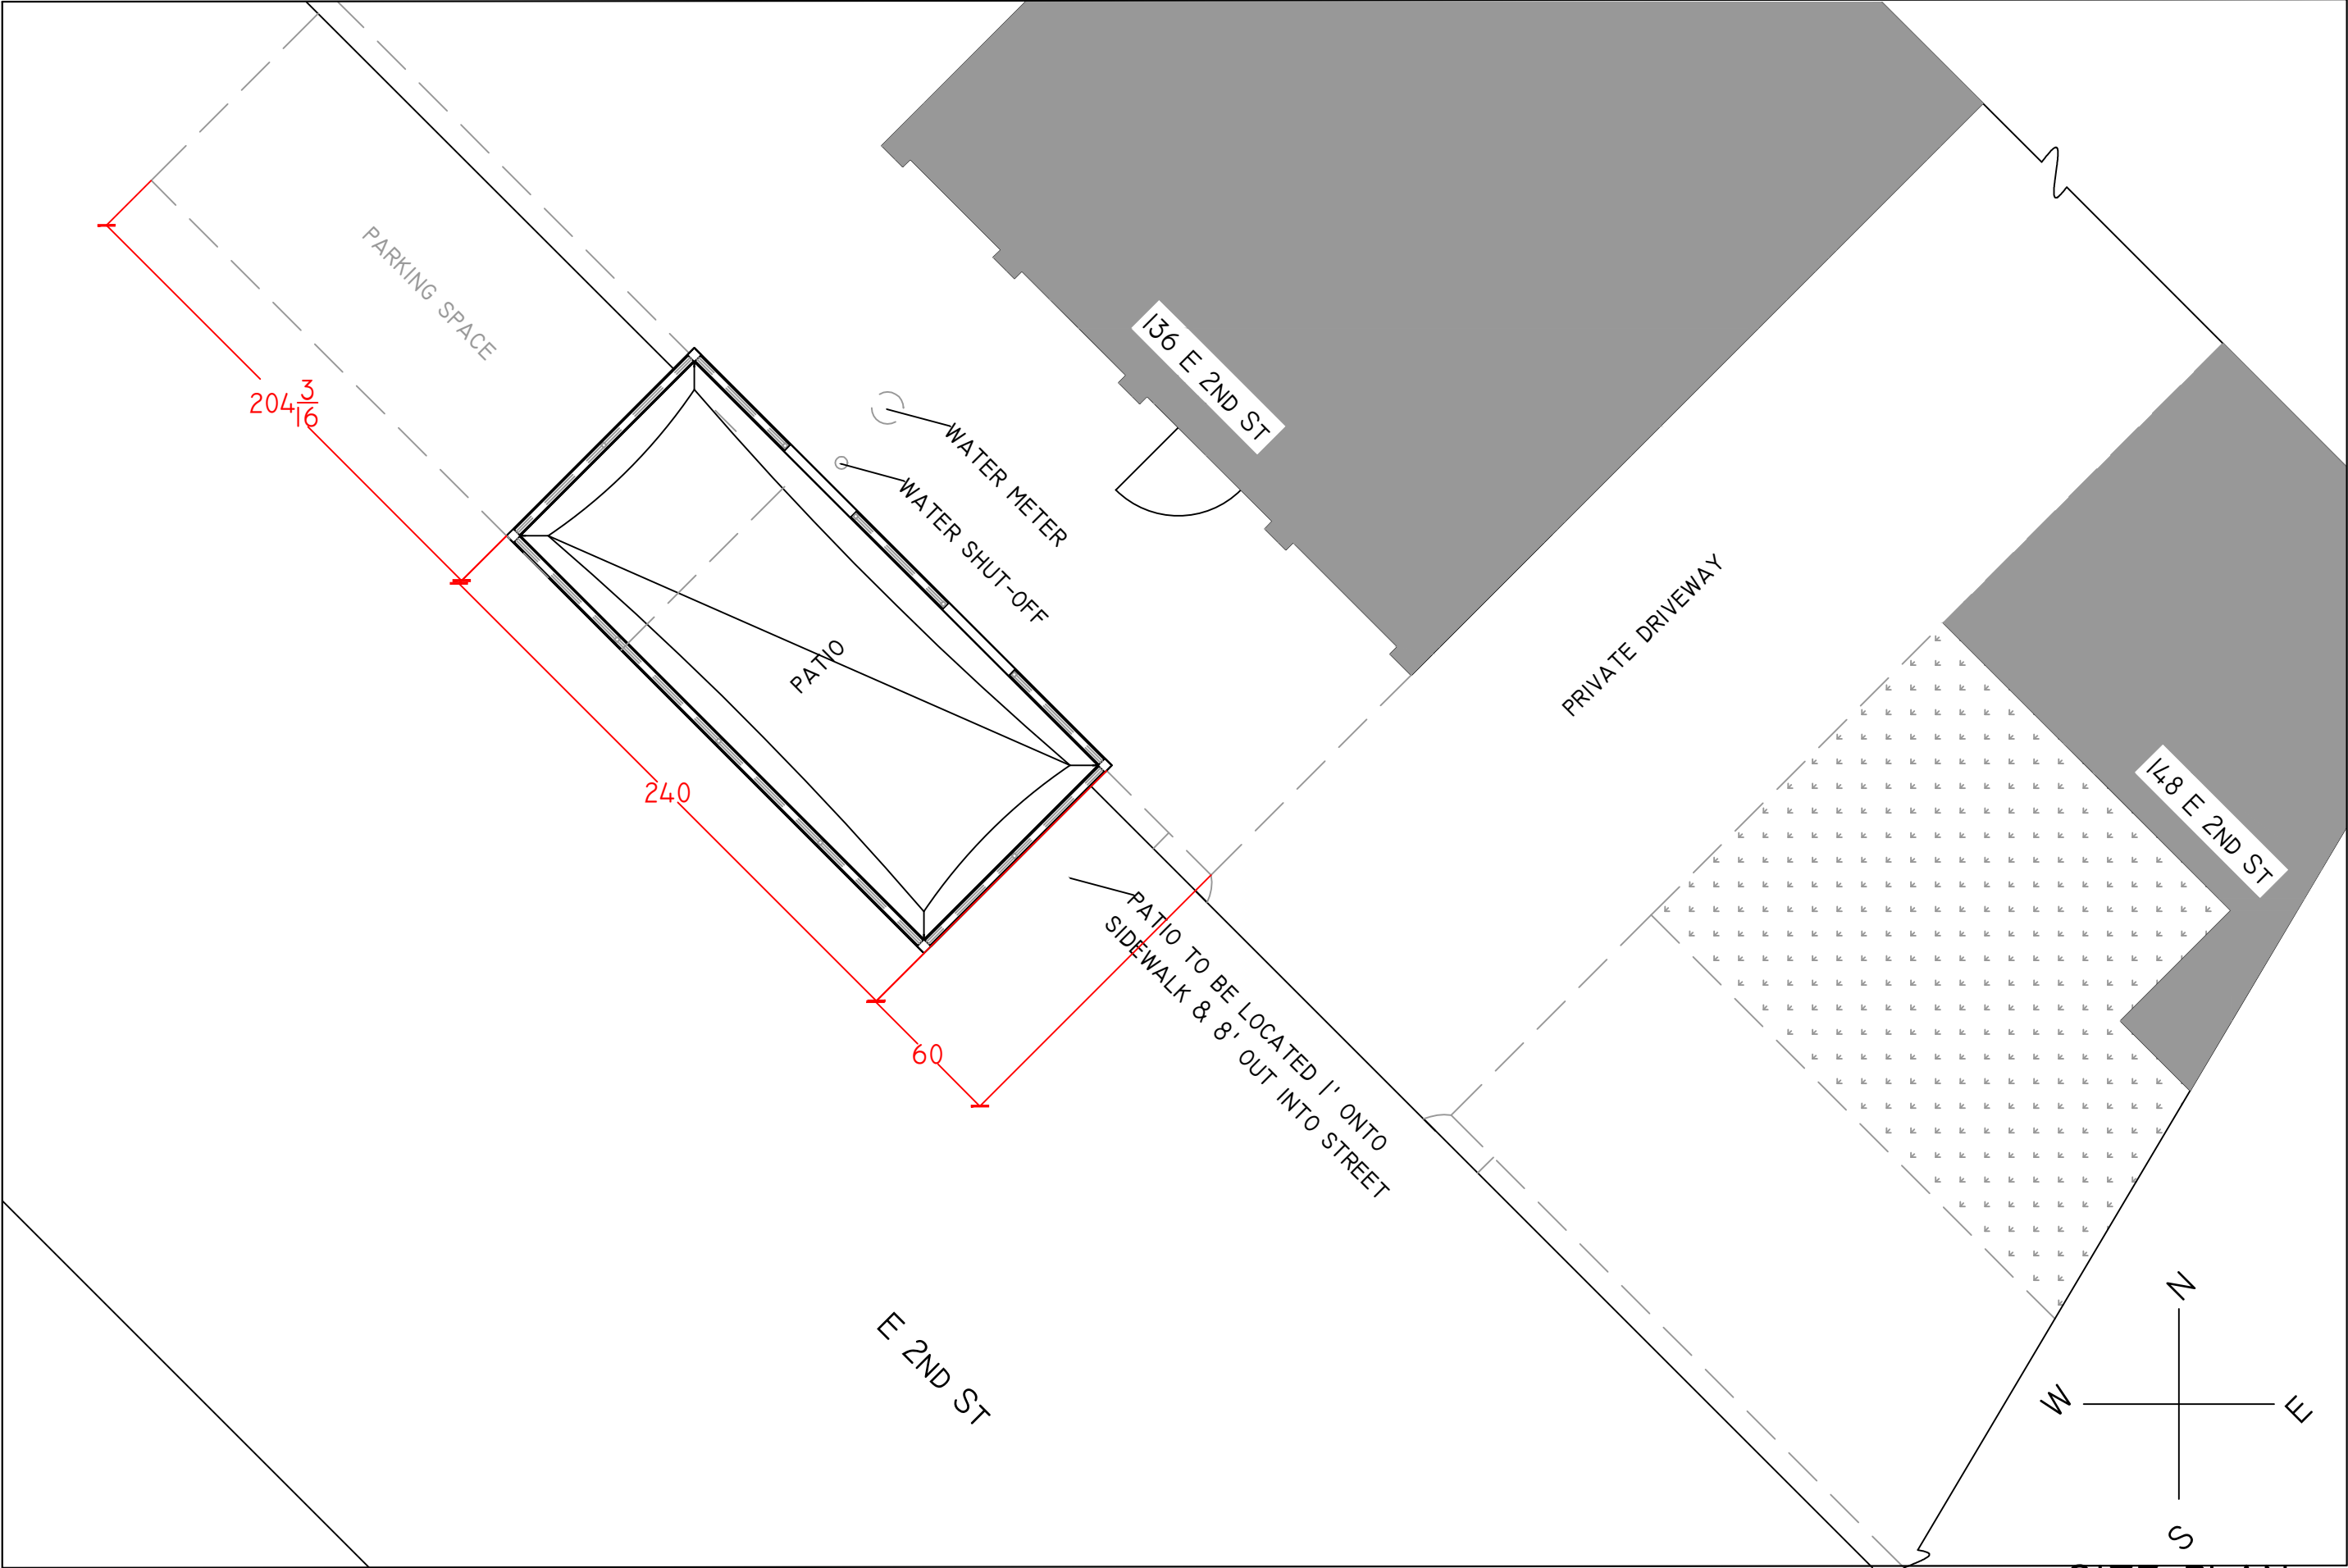 PARKING SPACE
204 3/16
136 E 2ND ST
WATER METER
WATER SHUT-OFF
PATIO
PRIVATE DRIVEWAY
240
148 E 2ND ST
PATIO TO BE LOCATED 1' ONTO
SIDEWALK & 8' OUT INTO STREET
60
E 2ND ST
N
W
E
S